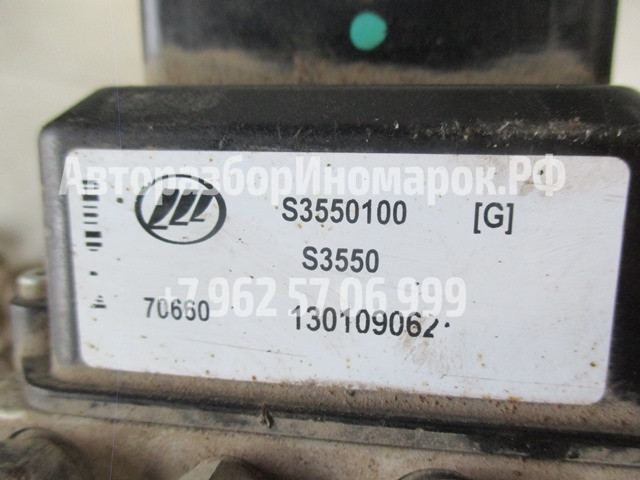 АвторазборИномарок.РФ
S3550100 [G]
S3550
+7 962 57 06 999
70660 130109062